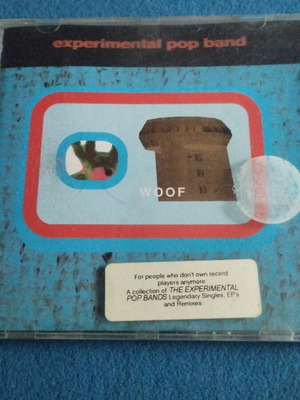 experimental pop band
WOOF
For people who don't own record
players anymore
A collection of THE EXPERIMENTAL
POP BANDS Legendary Singles, EP's
and Remixes